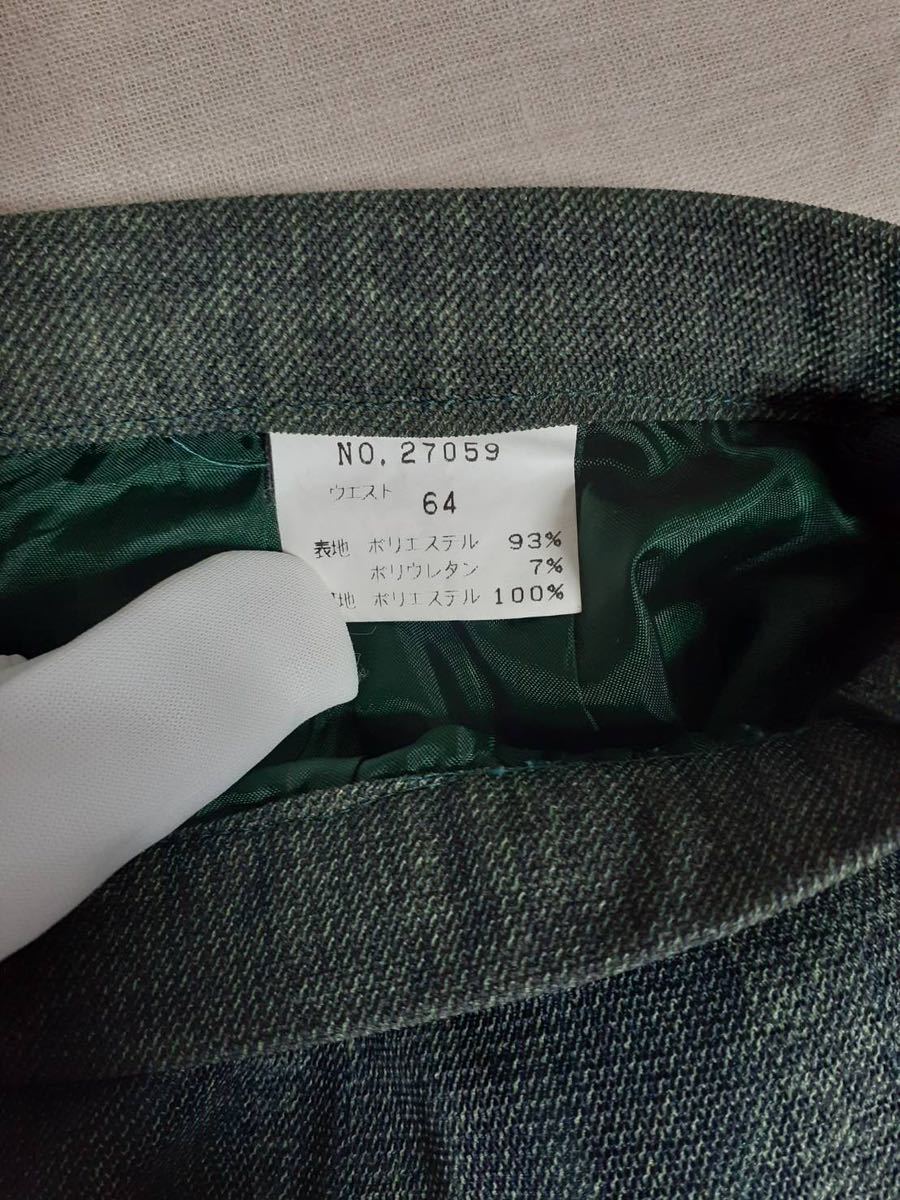 NO. 27059
ウエスト 64
表地 ポリエステル 93%
ポリウレタン 7%
地 ポリエステル 100%